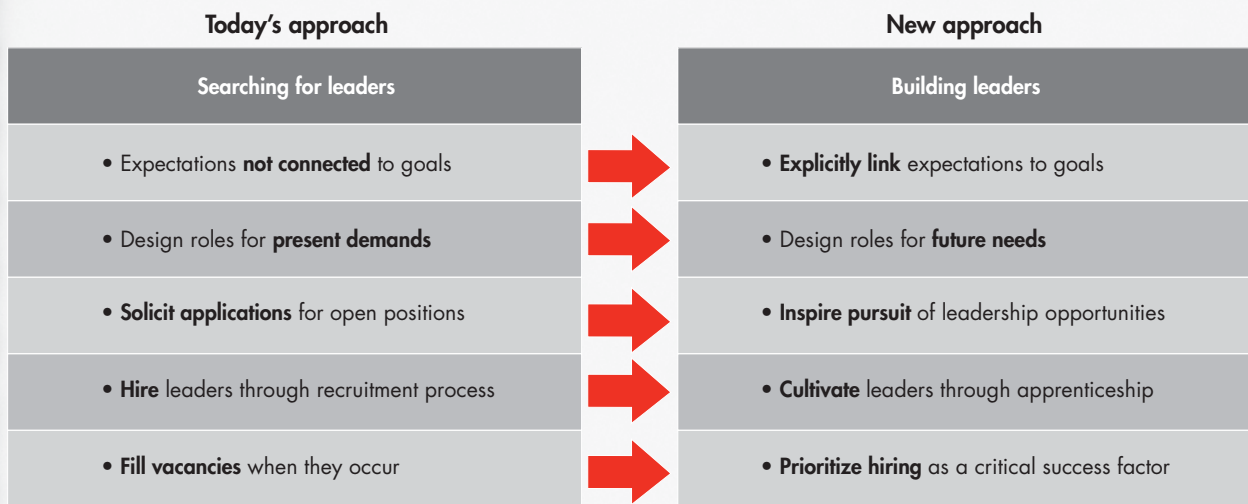 Today’s approach New approach
Searching for leaders Building leaders
• Expectations not connected to goals • Explicitly link expectations to goals
• Design roles for present demands • Design roles for future needs
• Solicit applications for open positions • Inspire pursuit of leadership opportunities
• Hire leaders through recruitment process • Cultivate leaders through apprenticeship
• Fill vacancies when they occur • Prioritize hiring as a critical success factor